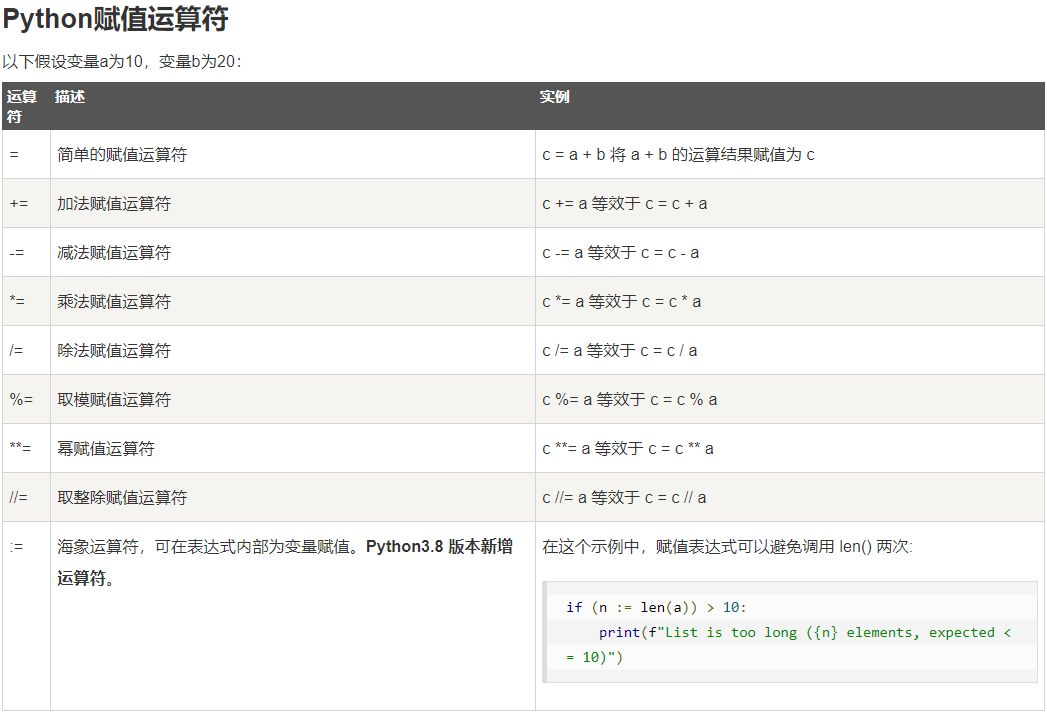 Python赋值运算符
以下假设变量a为10，变量b为20：
运算
符
描述
实例
=
简单的赋值运算符
c = a + b 将 a + b 的运算结果赋值为 c
+=
加法赋值运算符
c += a 等效于 c = c + a
-=
减法赋值运算符
c -= a 等效于 c = c - a
*=
乘法赋值运算符
c *= a 等效于 c = c * a
/=
除法赋值运算符
c /= a 等效于 c = c / a
%=
取模赋值运算符
c %= a 等效于 c = c % a
**=
幂赋值运算符
c **= a 等效于 c = c ** a
//=
取整除赋值运算符
c //= a 等效于 c = c // a
:=
海象运算符，可在表达式内部为变量赋值。Python3.8 版本新增
运算符。
在这个示例中，赋值表达式可以避免调用 len() 两次:
if (n := len(a)) > 10:
    print(f"List is too long ({n} elements, expected <
= 10)")